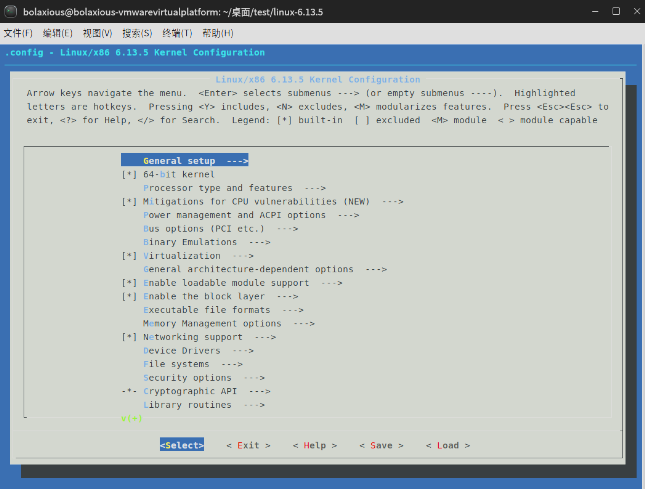 bolaxious@bolaxious-vmwarevirtualplatform: ~/桌面/test/linux-6.13.5
文件(F) 编辑(E) 视图(V) 搜索(S) 终端(T) 帮助(H)
.config - Linux/x86 6.13.5 Kernel Configuration
Linux/x86 6.13.5 Kernel Configuration
Arrow keys navigate the menu. <Enter> selects submenus ---> (or empty submenus ----). Highlighted
letters are hotkeys. Pressing <Y> includes, <N> excludes, <M> modularizes features. Press <Esc><Esc> to
exit, <?> for Help, </> for Search. Legend: [*] built-in [ ] excluded <M> module < > module capable
General setup --->
[*] 64-bit kernel
Processor type and features --->
[*] Mitigations for CPU vulnerabilities (NEW) --->
Power management and ACPI options --->
Bus options (PCI etc.) --->
Binary Emulations --->
[*] Virtualization --->
General architecture-dependent options --->
[*] Enable loadable module support --->
[*] Enable the block layer --->
Executable file formats --->
Memory Management options --->
[*] Networking support --->
Device Drivers --->
File systems --->
Security options --->
-*- Cryptographic API --->
Library routines --->
v(+)
<Select> < Exit > < Help > < Save > < Load >